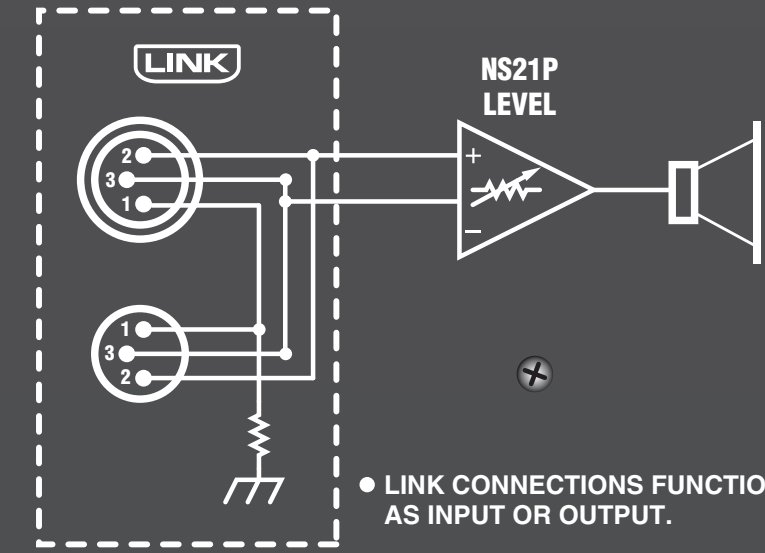 LINK
NS21P
LEVEL
2
+
3
1
−
1
3
2
● LINK CONNECTIONS FUNCTIO
AS INPUT OR OUTPUT.